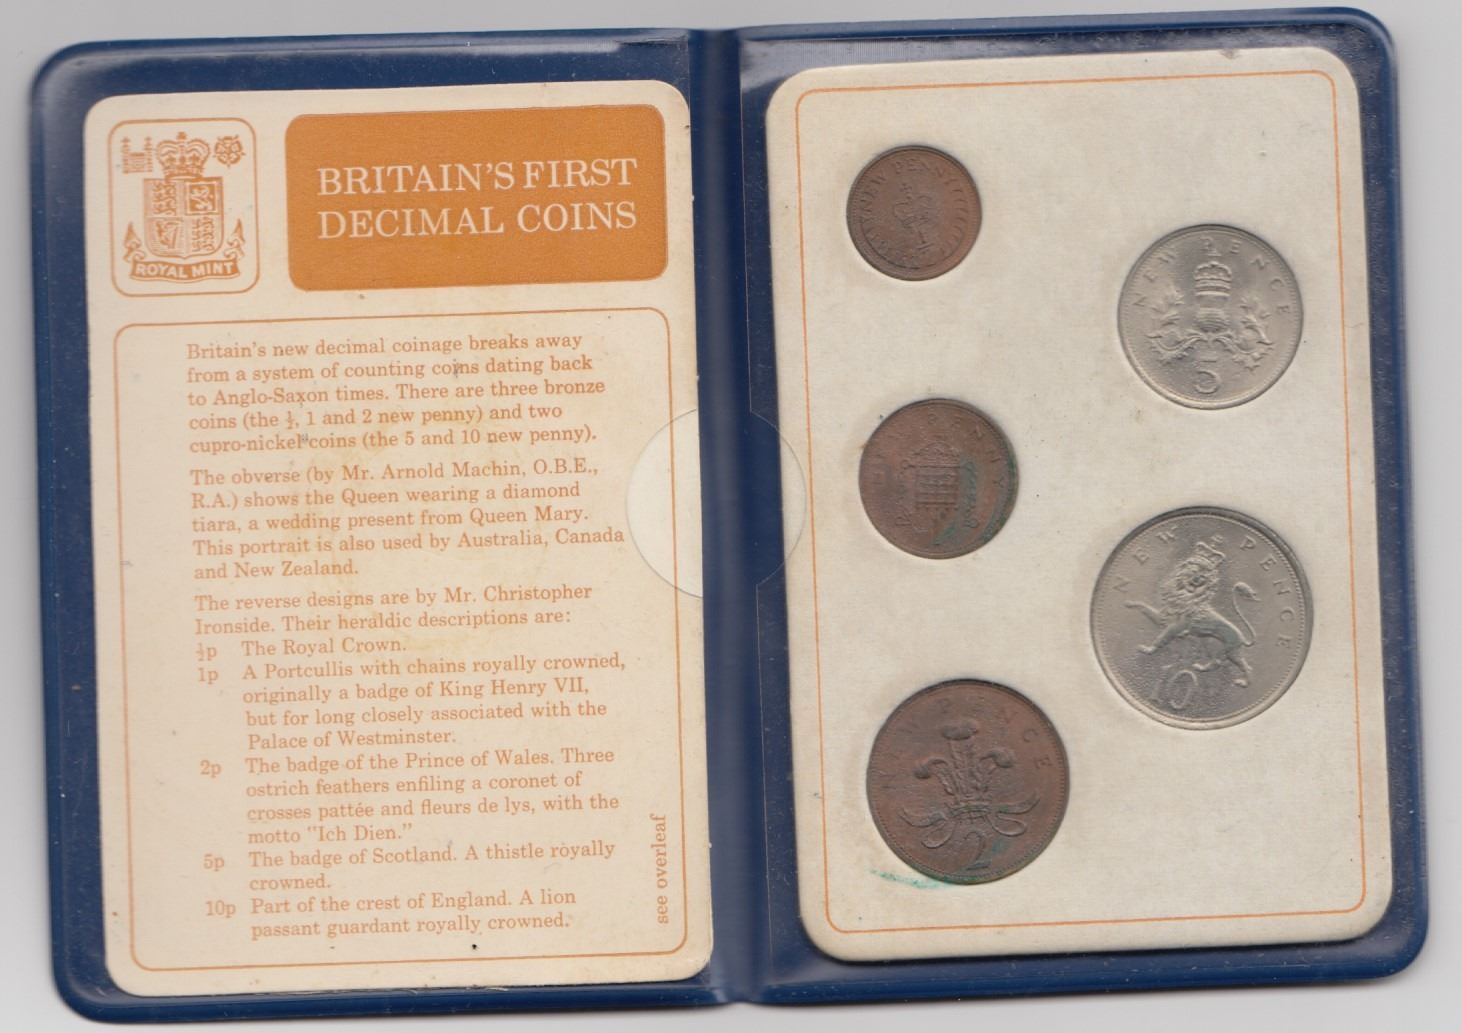 ROYAL MINT
BRITAIN'S FIRST
DECIMAL COINS
Britain's new decimal coinage breaks away
from a system of counting coins dating back
to Anglo-Saxon times. There are three bronze
coins (the ½, 1 and 2 new penny) and two
cupro-nickel coins (the 5 and 10 new penny).
The obverse (by Mr. Arnold Machin, O.B.E.,
R.A.) shows the Queen wearing a diamond
tiara, a wedding present from Queen Mary.
This portrait is also used by Australia, Canada
and New Zealand.
The reverse designs are by Mr. Christopher
Ironside. Their heraldic descriptions are:
½p The Royal Crown.
1p A Portcullis with chains royally crowned,
originally a badge of King Henry VII,
but for long closely associated with the
Palace of Westminster.
2p The badge of the Prince of Wales. Three
ostrich feathers enfiling a coronet of
crosses pattée and fleurs de lys, with the
motto "Ich Dien."
5p The badge of Scotland. A thistle royally
crowned.
10p Part of the crest of England. A lion
passant guardant royally crowned.
see overleaf
NEW PENNY
NEW PENCE
5
PENNY
NEW PENCE
10
2